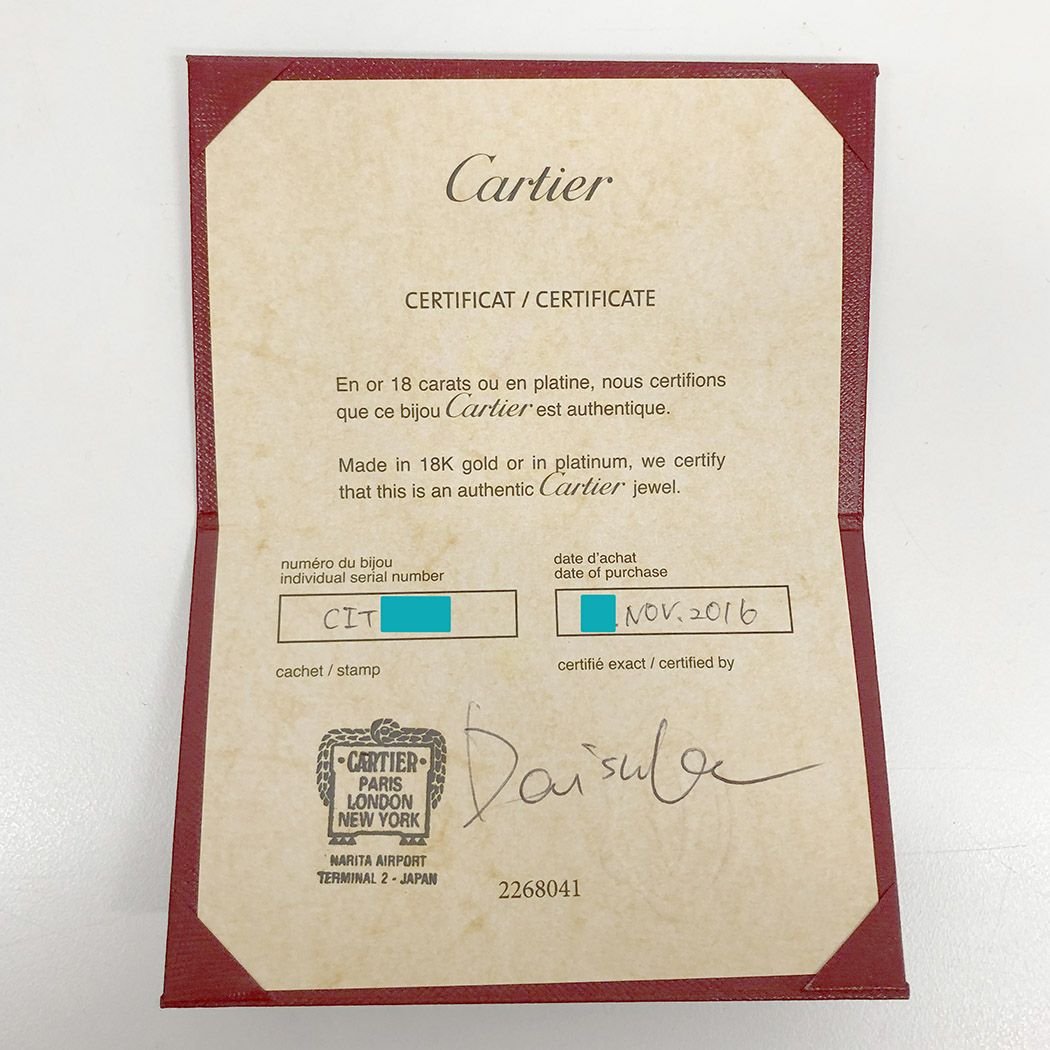 Cartier
CERTIFICAT / CERTIFICATE
En or 18 carats ou en platine, nous certifions
que ce bijou Cartier est authentique.
Made in 18K gold or in platinum, we certify
that this is an authentic Cartier jewel.
numéro du bijou
individual serial number
CIT
date d'achat
date of purchase
.NOV.2016
cachet / stamp
certifié exact / certified by
·CARTIER·
PARIS
LONDON
NEW YORK
NARITA AIRPORT
TERMINAL 2 - JAPAN
2268041